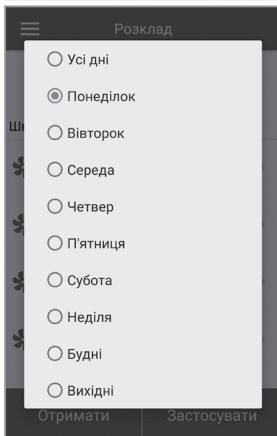 Розклад
Усі дні
Понеділок
Вівторок
Середа
Четвер
П'ятниця
Субота
Неділя
Будні
Вихідні
Отримати
Застосувати